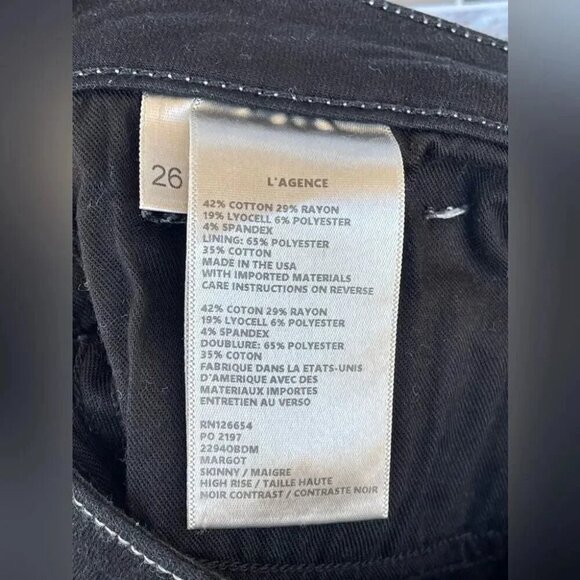 26
L'AGENCE
42% COTTON 29% RAYON
19% LYOCELL 6% POLYESTER
4% SPANDEX
LINING: 65% POLYESTER
35% COTTON
MADE IN THE USA
WITH IMPORTED MATERIALS
CARE INSTRUCTIONS ON REVERSE
42% COTON 29% RAYON
19% LYOCELL 6% POLYESTER
4% SPANDEX
DOUBLURE: 65% POLYESTER
35% COTON
FABRIQUE DANS LA ETATS-UNIS
D'AMERIQUE AVEC DES
MATERIAUX IMPORTES
ENTRETIEN AU VERSO
RN126654
PO 2197
2294OBDM
MARGOT
SKINNY / MAIGRE
HIGH RISE / TAILLE HAUTE
NOIR CONTRAST / CONTRASTE NOIR